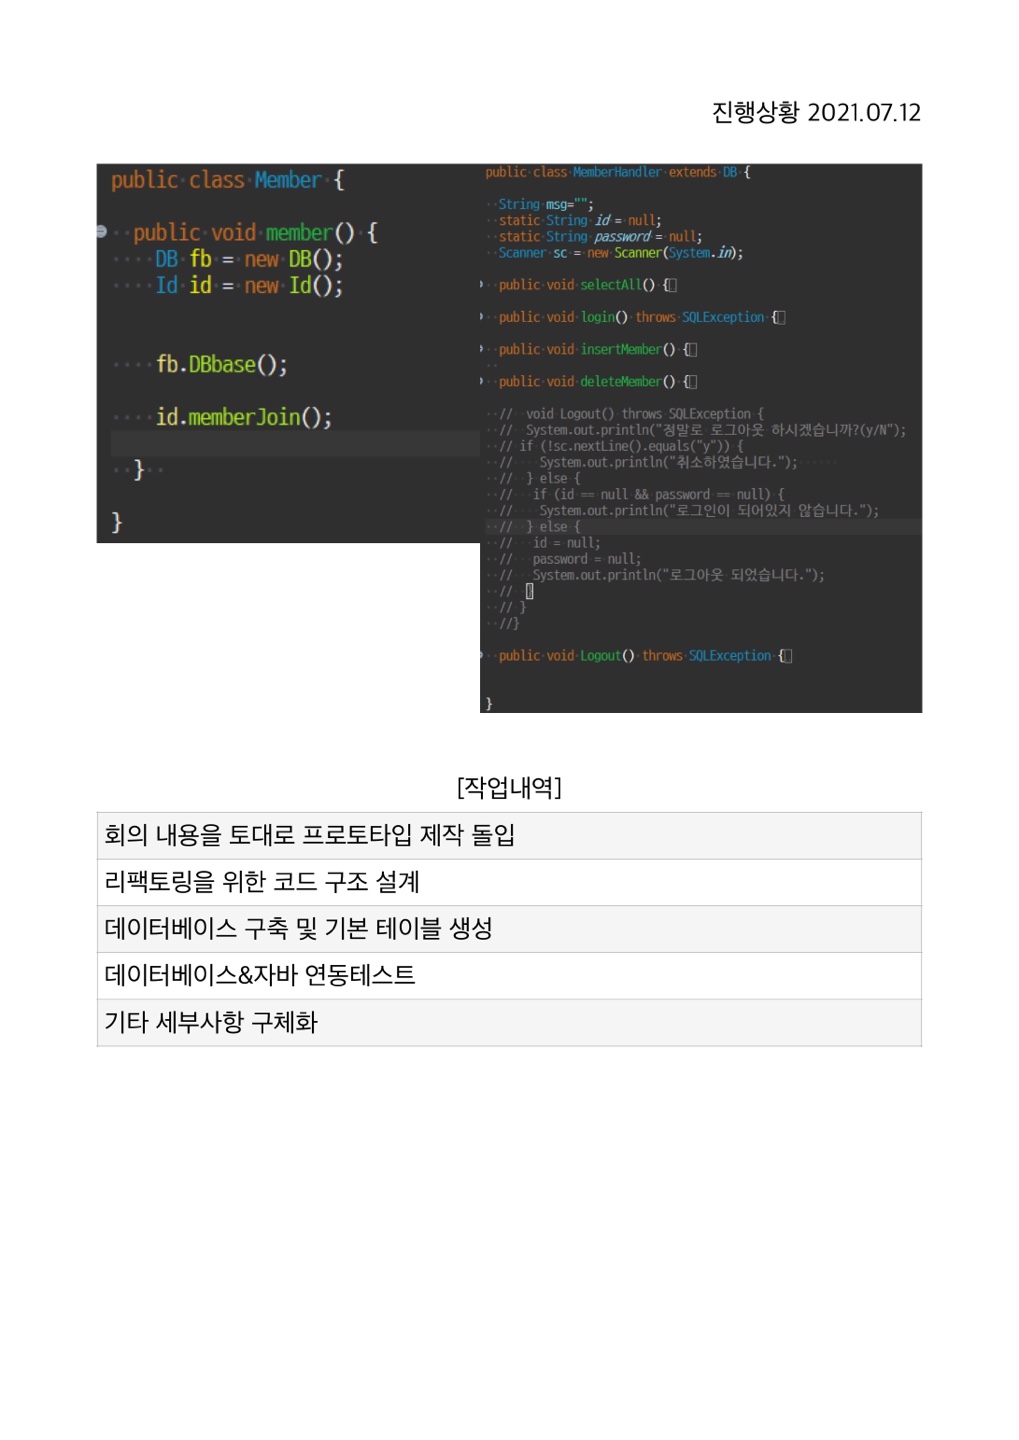 진행상황 2021.07.12
public class Member {
public void member() {
DB fb = new DB();
Id id = new Id();
fb.DBbase();
id.memberJoin();
}
}
public class MemberHandler extends DB {
String msg="";
static String id = null;
static String password = null;
Scanner sc = new Scanner(System.in);
public void selectAll() {
public void login() throws SQLException {
public void insertMember() {
public void deleteMember() {
// void Logout() throws SQLException {
// System.out.println("정말로 로그아웃 하시겠습니까?(y/N");
// if (!sc.nextLine().equals("y")) {
// System.out.println("취소하였습니다.");
// } else {
// if (id == null && password == null) {
// System.out.println("로그인이 되어있지 않습니다.");
// } else {
// id = null;
// password = null;
// System.out.println("로그아웃 되었습니다.");
// }
// }
//}
public void Logout() throws SQLException {
}
[작업내역]
회의 내용을 토대로 프로토타입 제작 돌입
리팩토링을 위한 코드 구조 설계
데이터베이스 구축 및 기본 테이블 생성
데이터베이스&자바 연동테스트
기타 세부사항 구체화